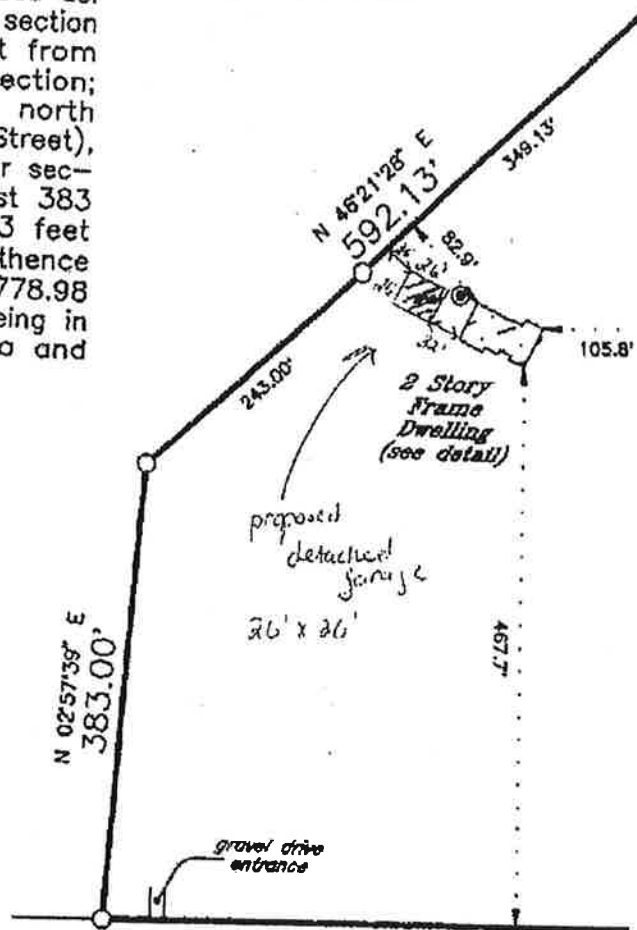 section
from
ection;
north
Street),
r sec-
st 383
3 feet
thence
778.98
eing in
a and
349.13'
N 46°21'28" E
592.13'
82.9'
26'
32'
105.8'
243.00'
2 Story
Frame
Dwelling
(see detail)
proposed
detached
garage
26' x 26'
N 02°57'39" E
383.00'
467.7'
gravel drive
entrance